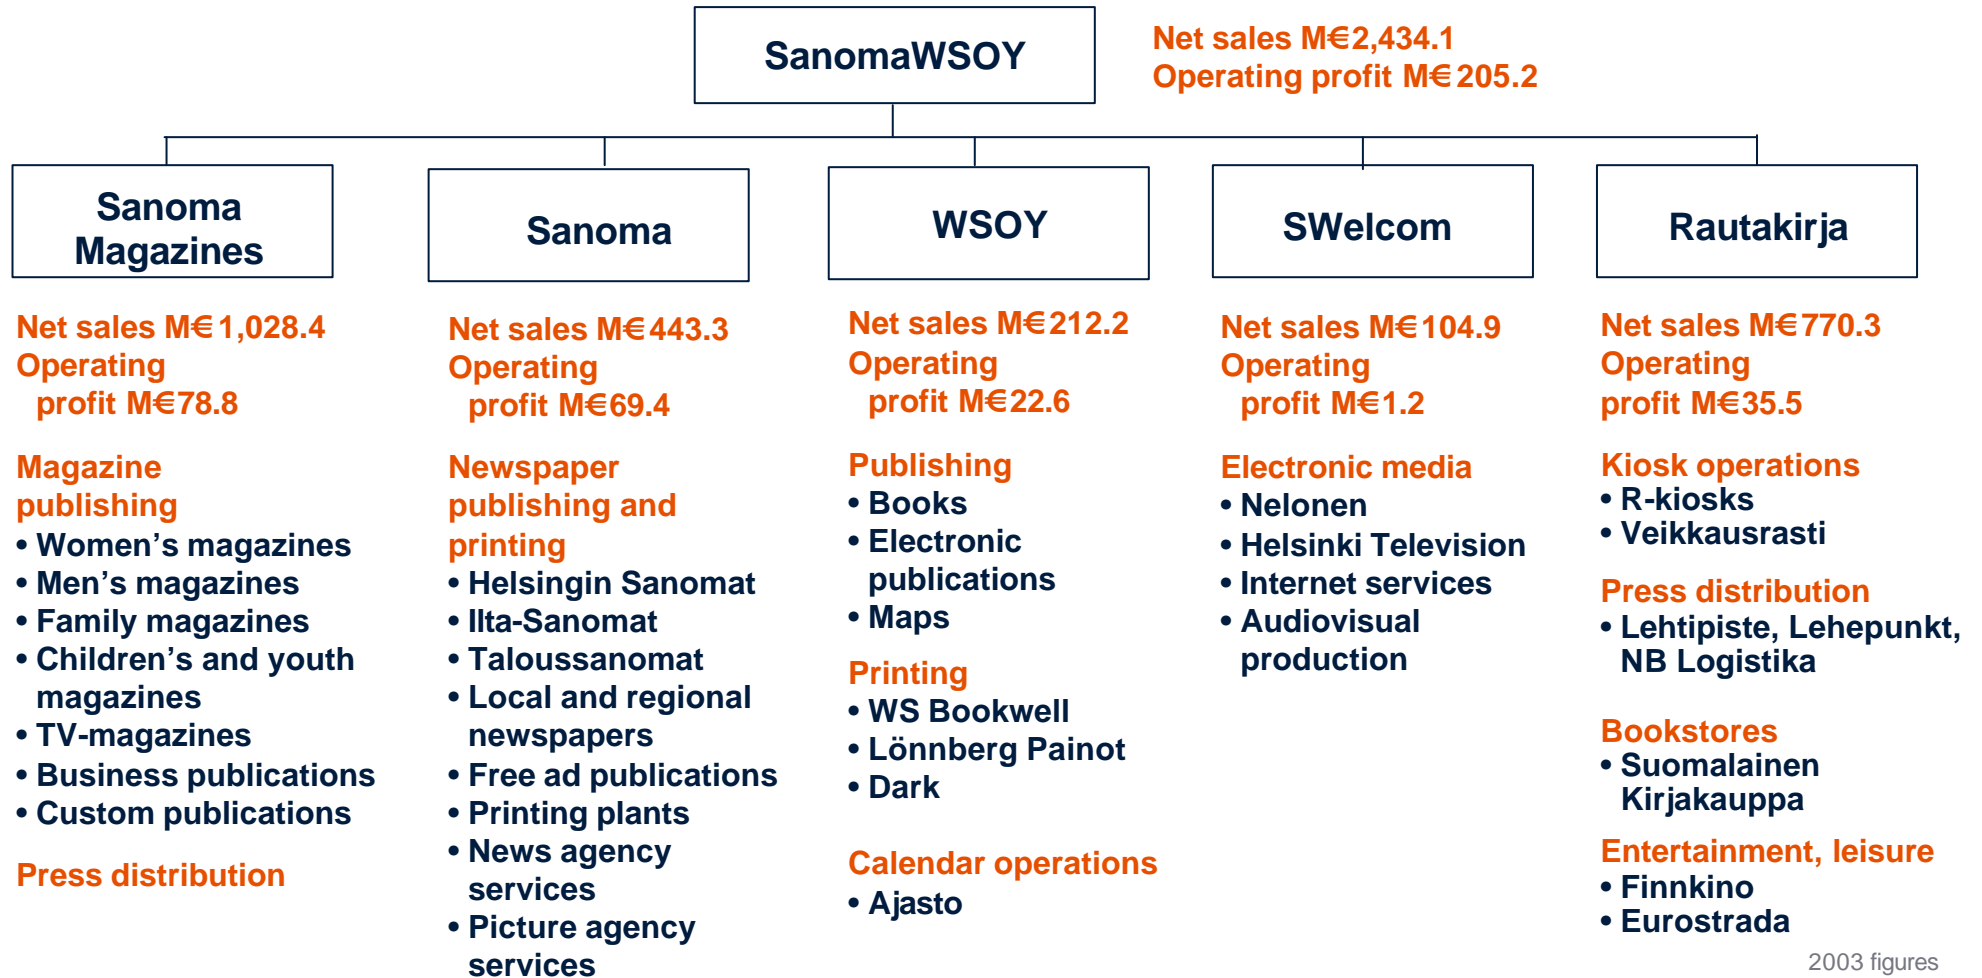 SanomaWSOY
Net sales M€2,434.1
Operating profit M€205.2
Sanoma
Magazines
Net sales M€1,028.4
Operating
profit M€78.8
Magazine
publishing
• Women’s magazines
• Men’s magazines
• Family magazines
• Children’s and youth
magazines
• TV-magazines
• Business publications
• Custom publications
Press distribution
Sanoma
Net sales M€443.3
Operating
profit M€69.4
Newspaper
publishing and
printing
• Helsingin Sanomat
• Ilta-Sanomat
• Taloussanomat
• Local and regional
newspapers
• Free ad publications
• Printing plants
• News agency
services
• Picture agency
services
WSOY
Net sales M€212.2
Operating
profit M€22.6
Publishing
• Books
• Electronic
publications
• Maps
Printing
• WS Bookwell
• Lönnberg Painot
• Dark
Calendar operations
• Ajasto
SWelcom
Net sales M€104.9
Operating
profit M€1.2
Electronic media
• Nelonen
• Helsinki Television
• Internet services
• Audiovisual
production
Rautakirja
Net sales M€770.3
Operating
profit M€35.5
Kiosk operations
• R-kiosks
• Veikkausrasti
Press distribution
• Lehtipiste, Lehepunkt,
NB Logistika
Bookstores
• Suomalainen
Kirjakauppa
Entertainment, leisure
• Finnkino
• Eurostrada
2003 figures